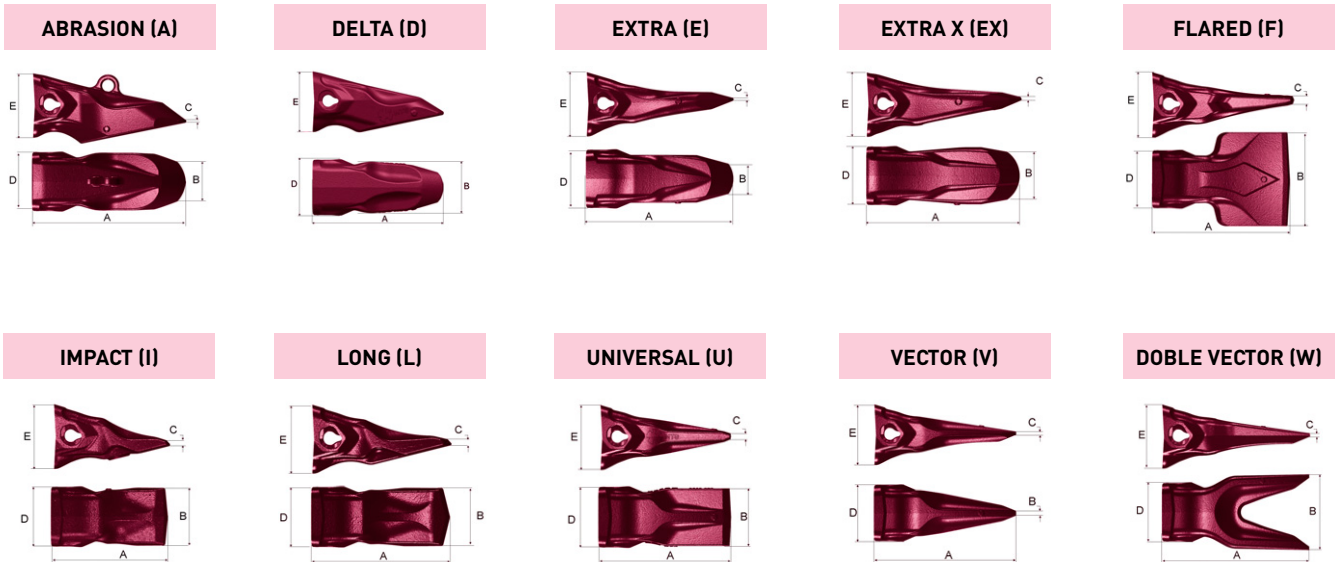 ABRASION (A)
DELTA (D)
EXTRA (E)
EXTRA X (EX)
FLARED (F)
E
C
D
B
A
E
D
B
A
E
C
D
B
A
E
C
D
B
A
E
C
D
B
A
IMPACT (I)
LONG (L)
UNIVERSAL (U)
VECTOR (V)
DOBLE VECTOR (W)
E
C
D
B
A
E
C
D
B
A
E
C
D
B
A
E
C
D
B
A
E
C
D
B
A